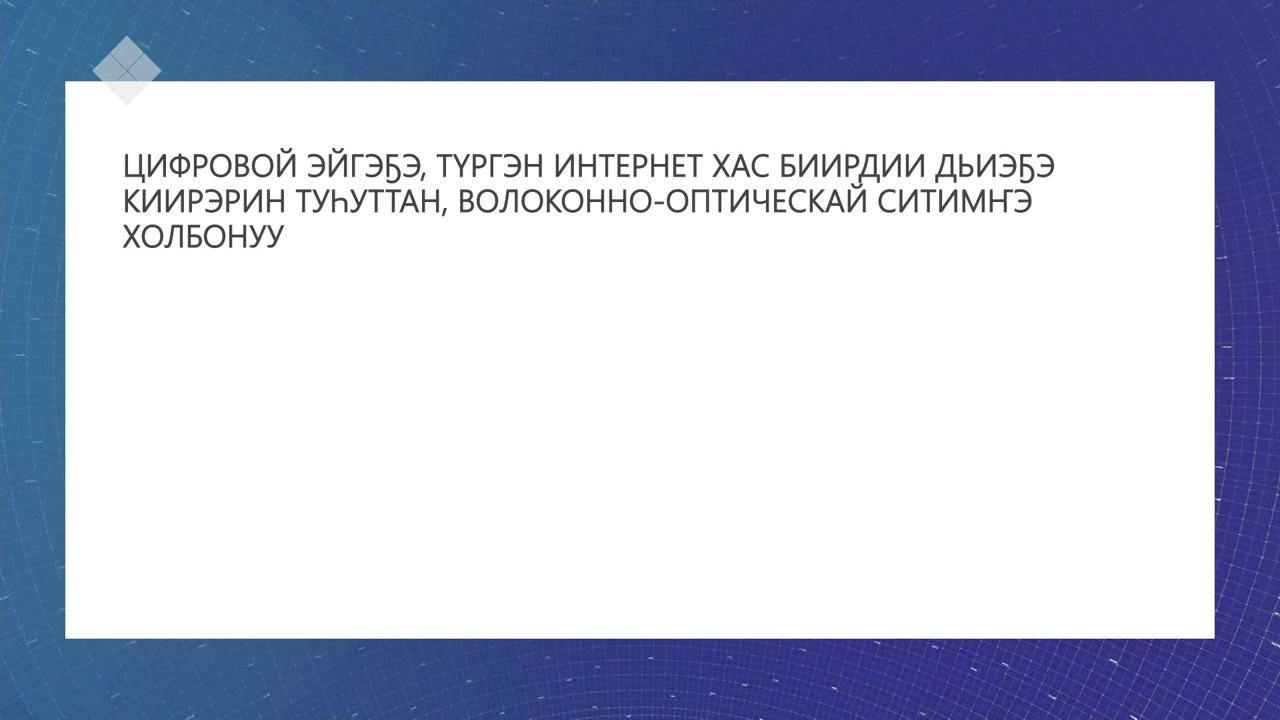 ЦИФРОВОЙ ЭЙГЭҔЭ, ТҮРГЭН ИНТЕРНЕТ ХАС БИИРДИИ ДЬИЭҔЭ
КИИРЭРИН ТУҺУТТАН, ВОЛОКОННО-ОПТИЧЕСКАЙ СИТИМҤЭ
ХОЛБОНУУ